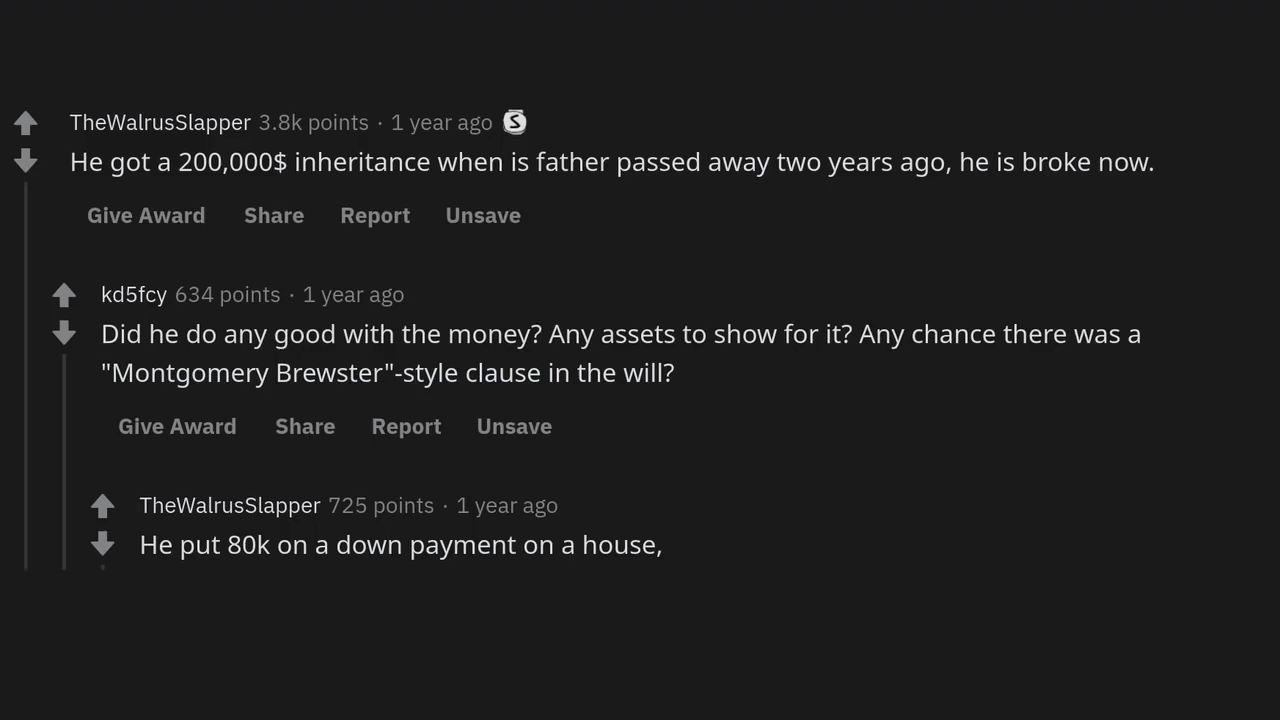 TheWalrusSlapper 3.8k points · 1 year ago S
He got a 200,000$ inheritance when is father passed away two years ago, he is broke now.
Give Award Share Report Unsave
kd5fcy 634 points · 1 year ago
Did he do any good with the money? Any assets to show for it? Any chance there was a
"Montgomery Brewster"-style clause in the will?
Give Award Share Report Unsave
TheWalrusSlapper 725 points · 1 year ago
He put 80k on a down payment on a house,